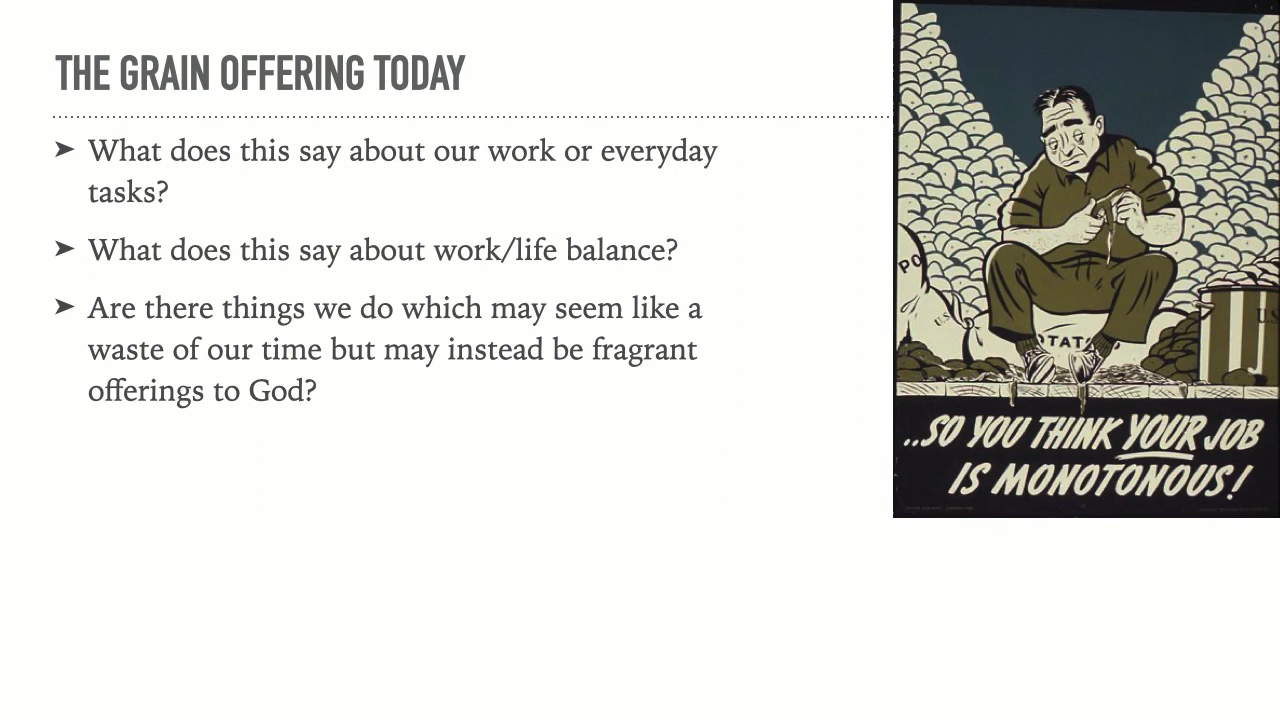 THE GRAIN OFFERING TODAY
➤ What does this say about our work or everyday
tasks?
➤ What does this say about work/life balance?
➤ Are there things we do which may seem like a
waste of our time but may instead be fragrant
offerings to God?
PO
U.S
U.S
TAT
..SO YOU THINK YOUR JOB
IS MONOTONOUS!